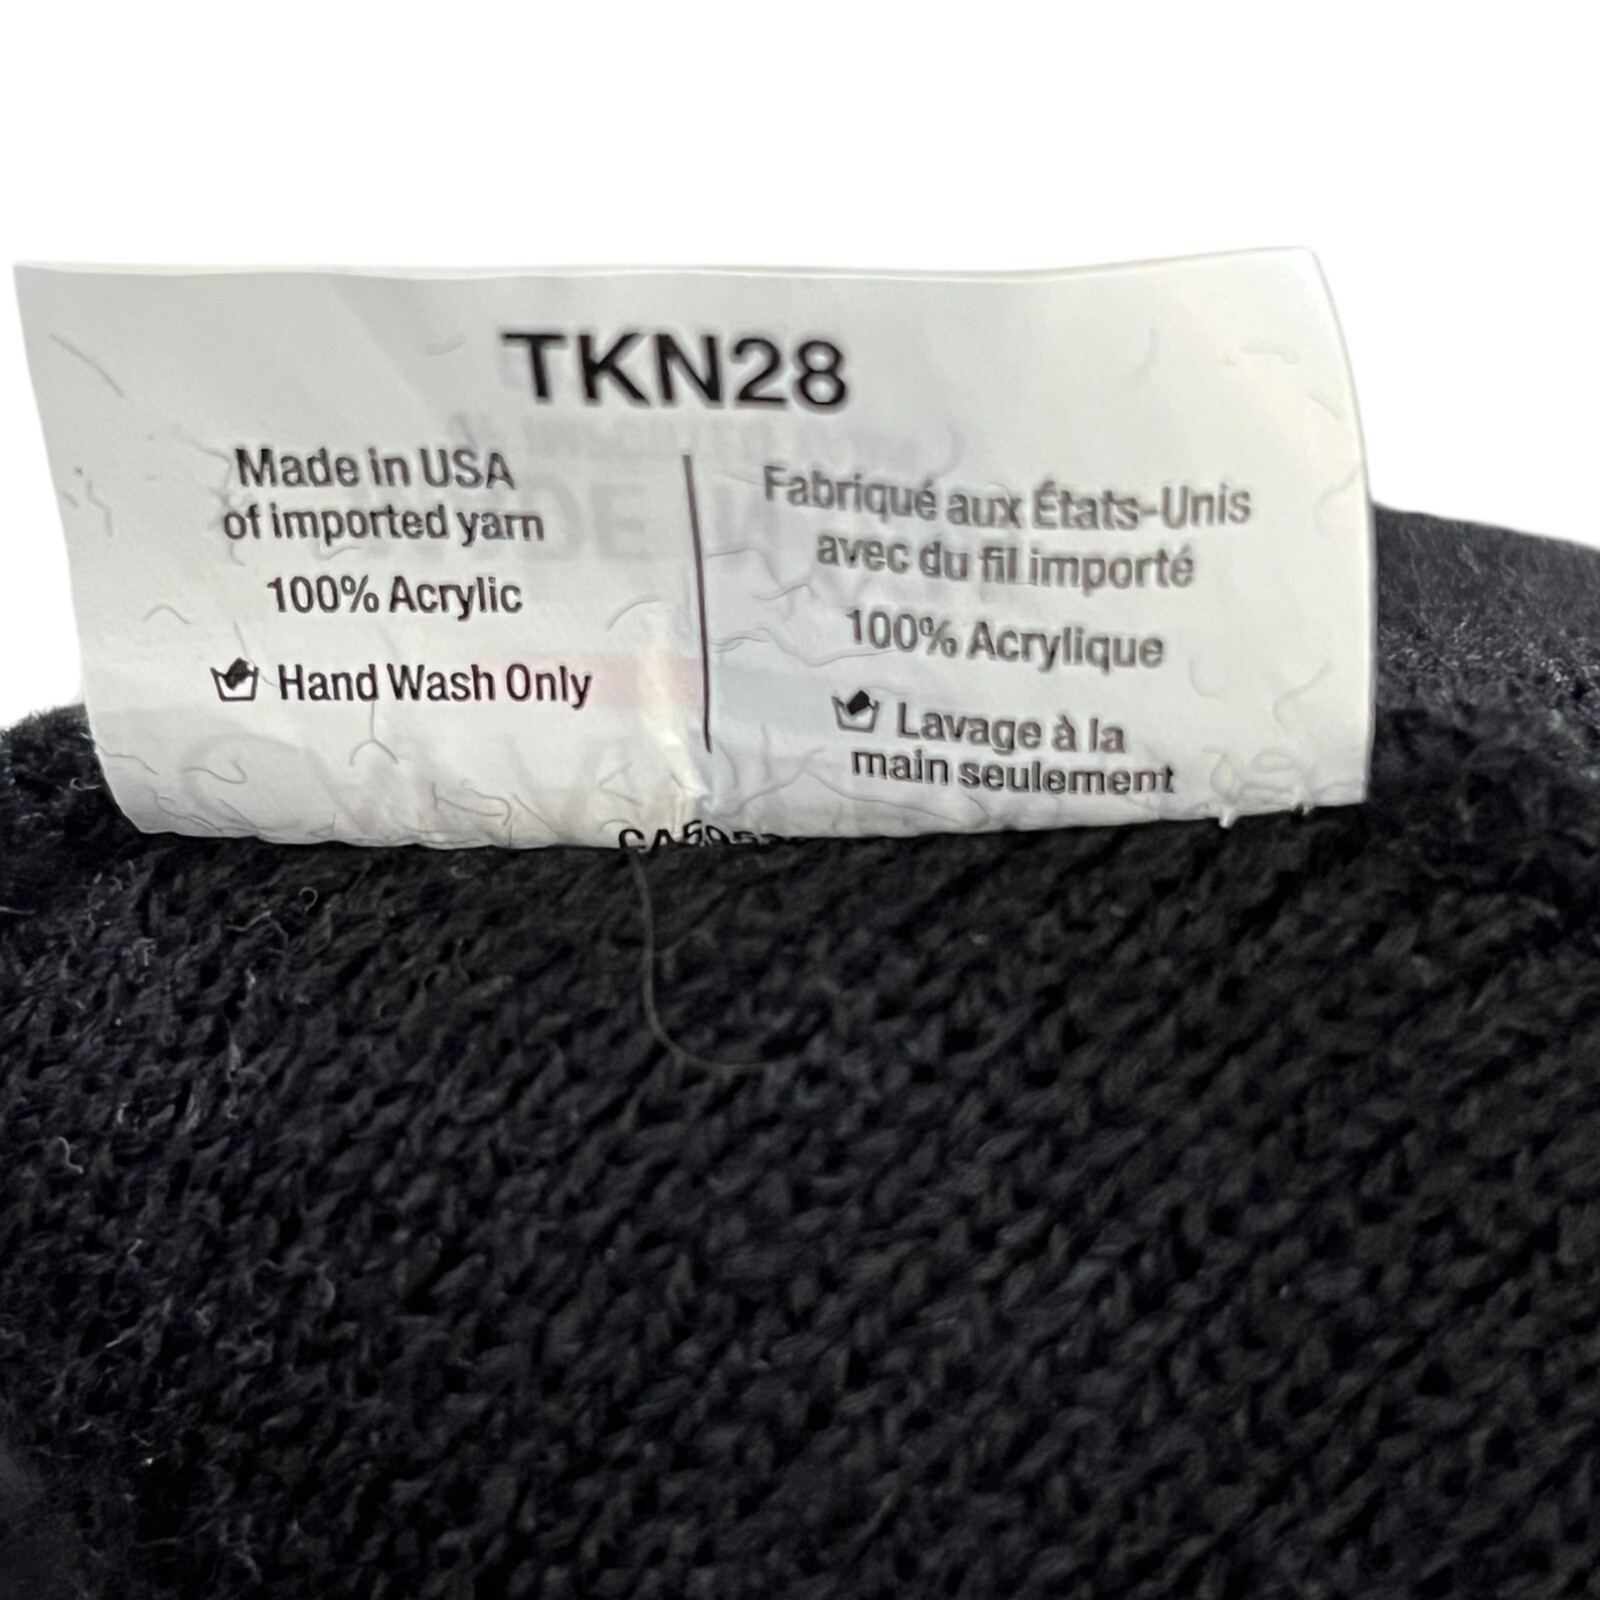 TKN28
Made in USA
of imported yarn
100% Acrylic
Hand Wash Only
Fabriqué aux États-Unis
avec du fil importé
100% Acrylique
Lavage à la
main seulement